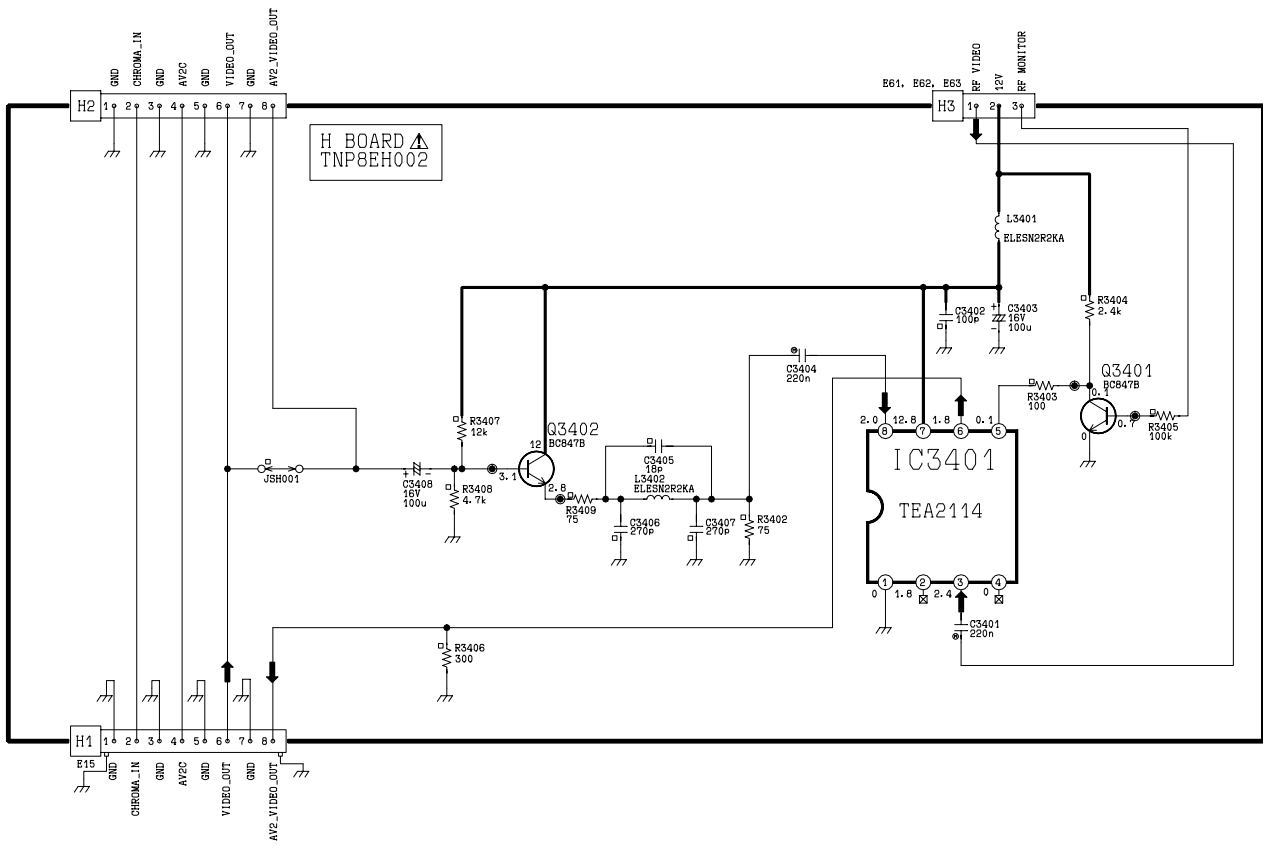 GND
CHROMA_IN
GND
AV2C
GND
VIDEO_OUT
GND
AV2_VIDEO_OUT
H2 1 2 3 4 5 6 7 8
E61, E62, E63
RF VIDEO
12V
RF MONITOR
H3 1 2 3
H BOARD ⚠
TNP8EH002
L3401
ELESN2R2KA
C3402
100p
C3403
16V
100u
+
-
R3404
2.4k
C3404
220n
Q3401
BC847B
0.1
0.7
0
R3403
100
R3405
100k
R3407
12k
Q3402
BC847B
12
3.1
2.8
JSH001
C3408
16V
100u
+ -
R3408
4.7k
C3405
18p
L3402
ELESN2R2KA
R3409
75
C3406
270p
C3407
270p
R3402
75
2.0 12.8 1.8 0.1
8 7 6 5
IC3401
TEA2114
1 2 3 4
0 1.8 2.4 0
C3401
220n
R3406
300
H1 1 2 3 4 5 6 7 8
E15
GND
CHROMA_IN
GND
AV2C
GND
VIDEO_OUT
GND
AV2_VIDEO_OUT